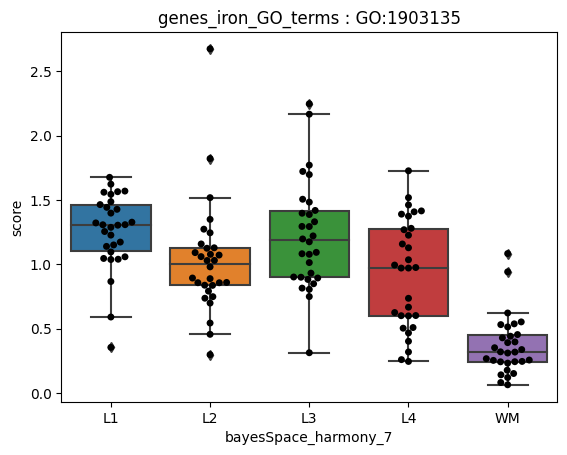 genes_iron_GO_terms : GO:1903135
score
2.5
2.0
1.5
1.0
0.5
0.0
L1 L2 L3 L4 WM
bayesSpace_harmony_7